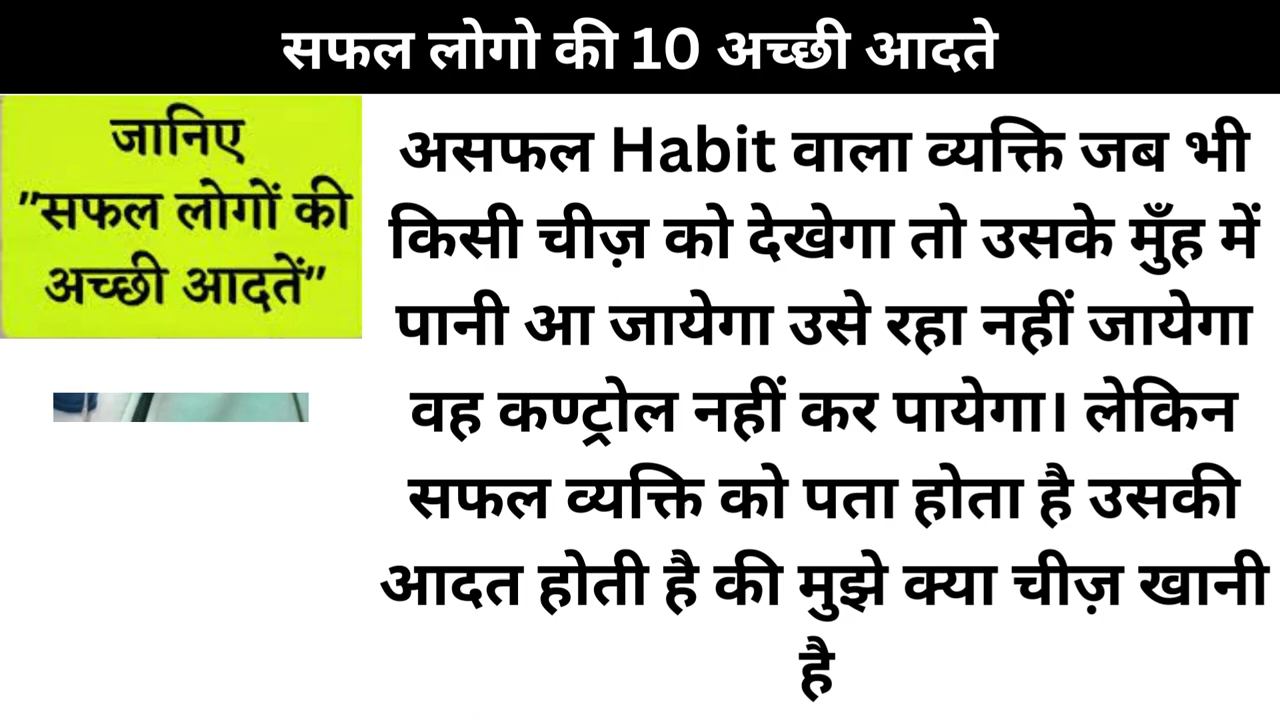 सफल लोगो की 10 अच्छी आदते
जानिए
"सफल लोगों की
अच्छी आदतें"
असफल Habit वाला व्यक्ति जब भी
किसी चीज़ को देखेगा तो उसके मुँह में
पानी आ जायेगा उसे रहा नहीं जायेगा
वह कण्ट्रोल नहीं कर पायेगा। लेकिन
सफल व्यक्ति को पता होता है उसकी
आदत होती है की मुझे क्या चीज़ खानी
है